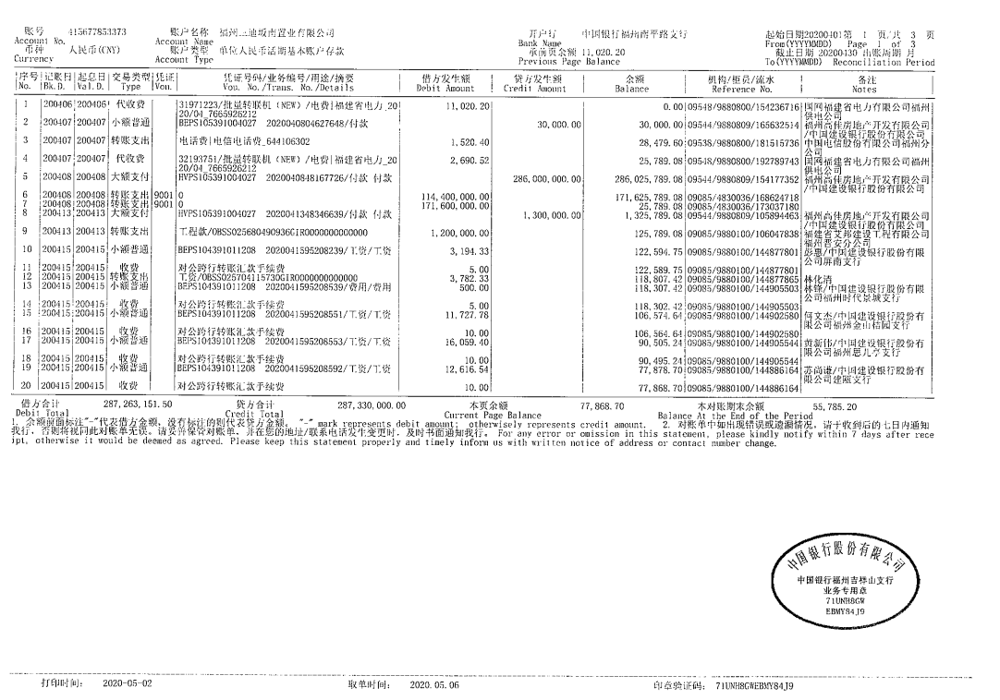 账号 415677853373 账户名称 福州三迪城南置业有限公司 开户行 中国银行福州南平路支行 起始日期20200401第 1 页/共 3 页
Account No. Account Name Bank Name From(YYYYMMDD) Page 1 of 3
币种 人民币(CNY) 账户类型 单位人民币活期基本账户存款 承前页余额 11,020.20 截止日期 20200430 出账周期 月
Currency Account Type Previous Page Balance To(YYYYMMDD) Reconciliation Period
序号 记账日 起息日 交易类型 凭证 凭证号码/业务编号/用途/摘要 借方发生额 贷方发生额 余额 机构/柜员/流水 备注
No. Bk.D. Val.D. Type Vou. Vou. No./Trans. No./Details Debit Amount Credit Amount Balance Reference No. Notes
1 200406 200406 代收费 31971223/批量转联机（NEW）/电费|福建省电力_20 11,020.20 0.00 09548/9880800/154236716 国网福建省电力有限公司福州
20/04_7665926212 供电公司
2 200407 200407 小额普通 BEPS105391004027 2020040804627648/付款 30,000.00 30,000.00 09544/9880800/165632514 福州高佳房地产开发有限公司
/中国建设银行股份有限公司
3 200407 200407 转账支出 电话费|电信电话费_644106302 1,520.40 28,479.60 09538/9880800/181515736 中国电信股份有限公司福州分
公司
4 200407 200407 代收费 32193751/批量转联机（NEW）/电费|福建省电力_20 2,690.52 25,789.08 09548/9880800/192789743 国网福建省电力有限公司福州
20/04_7665926212 供电公司
5 200408 200408 大额支付 HVPS105391004027 2020040848167726/付款 付款 286,000,000.00 286,025,789.08 09544/9880800/154177352 福州高佳房地产开发有限公司
/中国建设银行股份有限公司
6 200408 200408 转账支出 9001 0 114,400,000.00 171,625,789.08 09085/4830036/168624718
7 200408 200408 转账支出 9001 0 171,600,000.00 25,789.08 09085/4830036/173037180
8 200413 200413 大额支付 HVPS105391004027 2020041348346639/付款 付款 1,300,000.00 1,325,789.08 09544/9880809/105894463 福州高佳房地产开发有限公司
/中国建设银行股份有限公司
9 200413 200413 转账支出 工程款/OBSS025680490936GIR0000000000000 1,200,000.00 125,789.08 09085/9880100/106047838 福建省艾邦建设工程有限公司
福州晋安分公司
10 200415 200415 小额普通 BEPS104391011208 2020041595208239/工资/工资 3,194.33 122,594.75 09085/9880100/144877801 彭惠/中国建设银行股份有限
公司屏南支行
11 200415 200415 收费 对公跨行转账汇款手续费 5.00 122,589.75 09085/9880100/144877801
12 200415 200415 转账支出 工资/OBSS025704115730GIR0000000000000 3,782.33 118,807.42 09085/9880100/144877865 林化消
13 200415 200415 小额普通 BEPS104391011208 2020041595208539/费用/费用 500.00 118,307.42 09085/9880100/144905503 林锋/中国建设银行股份有限
公司福州时代景城支行
14 200415 200415 收费 对公跨行转账汇款手续费 5.00 118,302.42 09085/9880100/144905503
15 200415 200415 小额普通 BEPS104391011208 2020041595208551/工资/工资 11,727.78 106,574.64 09085/9880100/144902580 何文杰/中国建设银行股份有
限公司福州金山桔园支行
16 200415 200415 收费 对公跨行转账汇款手续费 10.00 106,564.64 09085/9880100/144902580
17 200415 200415 小额普通 BEPS104391011208 2020041595208553/工资/工资 16,059.40 90,505.24 09085/9880100/144905544 黄新伟/中国建设银行股份有
限公司福州思儿亭支行
18 200415 200415 收费 对公跨行转账汇款手续费 10.00 90,495.24 09085/9880100/144905544
19 200415 200415 小额普通 BEPS104391011208 2020041595208592/工资/工资 12,616.54 77,878.70 09085/9880100/144886164 苏尚谦/中国建设银行股份有
限公司建瓯支行
20 200415 200415 收费 对公跨行转账汇款手续费 10.00 77,868.70 09085/9880100/144886164
借方合计 287,263,151.50 贷方合计 287,330,000.00 本页余额 77,868.70 本对账期末余额 55,785.20
Debit Total Credit Total Current Page Balance Balance At the End of the Period
1. 余额前面标注"-"代表借方金额，没有标注的则代表贷方金额。 "-" mark represents debit amount; otherwisely represents credit amount. 2. 对账单中如出现错误或遗漏情况，请于收到后的七日内通知
我行，否则将视同此对账单无误。请妥善保管对账单，并在您的地址/联系电话发生变更时，及时书面通知我行。 For any error or omission in this statement, please kindly notify within 7 days after rece
ipt, otherwise it would be deemed as agreed. Please keep this statement properly and timely inform us with written notice of address or contact number change.
中国银行股份有限公司
中国银行福州吉祥山支行
业务专用章
71UNH8GW
EBMY84J9
打印时间： 2020-05-02 取单时间： 2020.05.06 印章验证码： 71UNH8GWEBMY84J9